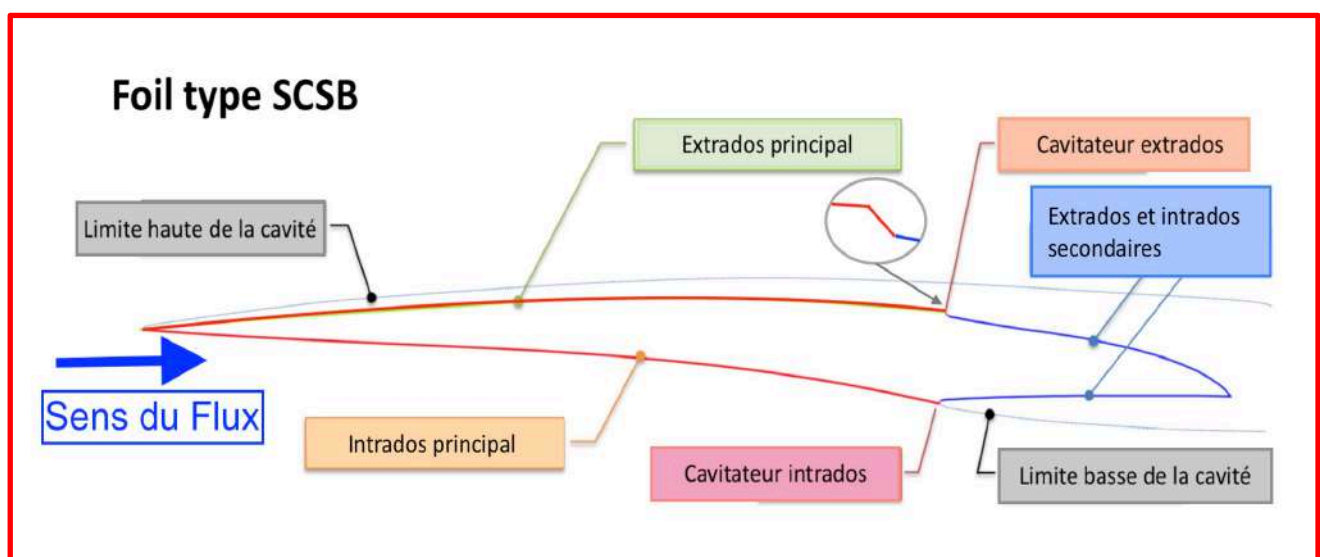 Foil type SCSB
Extrados principal
Cavitateur extrados
Limite haute de la cavité
Extrados et intrados
secondaires
Sens du Flux
Intrados principal
Cavitateur intrados
Limite basse de la cavité